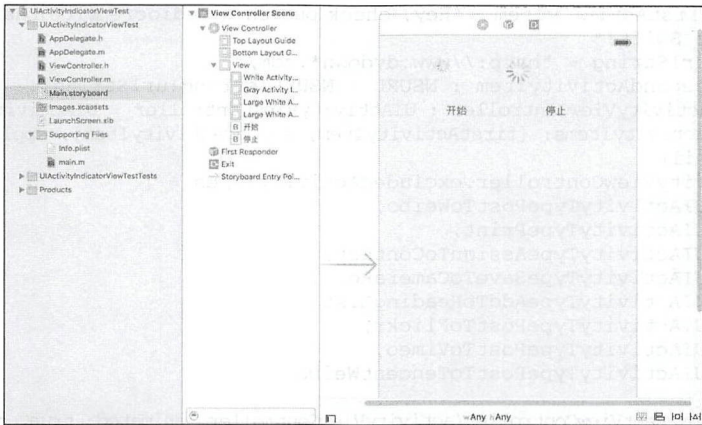 UIActivityIndicatorViewTest
UIActivityIndicatorViewTest
AppDelegate.h
AppDelegate.m
ViewController.h
ViewController.m
Main.storyboard
Images.xcassets
LaunchScreen.xib
Supporting Files
Info.plist
main.m
UIActivityIndicatorViewTestTests
Products
View Controller Scene
View Controller
Top Layout Guide
Bottom Layout G...
View
White Activity...
Gray Activity I...
Large White A...
Large White A...
B 开始
B 停止
First Responder
Exit
Storyboard Entry Poi...
开始
停止
wAny hAny